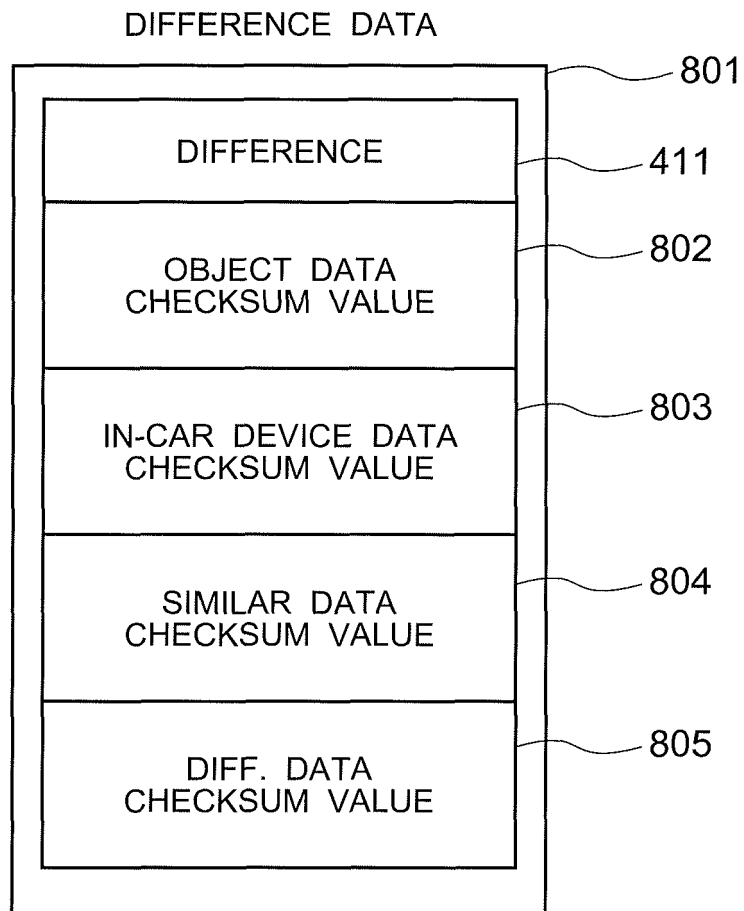 DIFFERENCE DATA
801
DIFFERENCE
411
OBJECT DATA
CHECKSUM VALUE
802
IN-CAR DEVICE DATA
CHECKSUM VALUE
803
SIMILAR DATA
CHECKSUM VALUE
804
DIFF. DATA
CHECKSUM VALUE
805